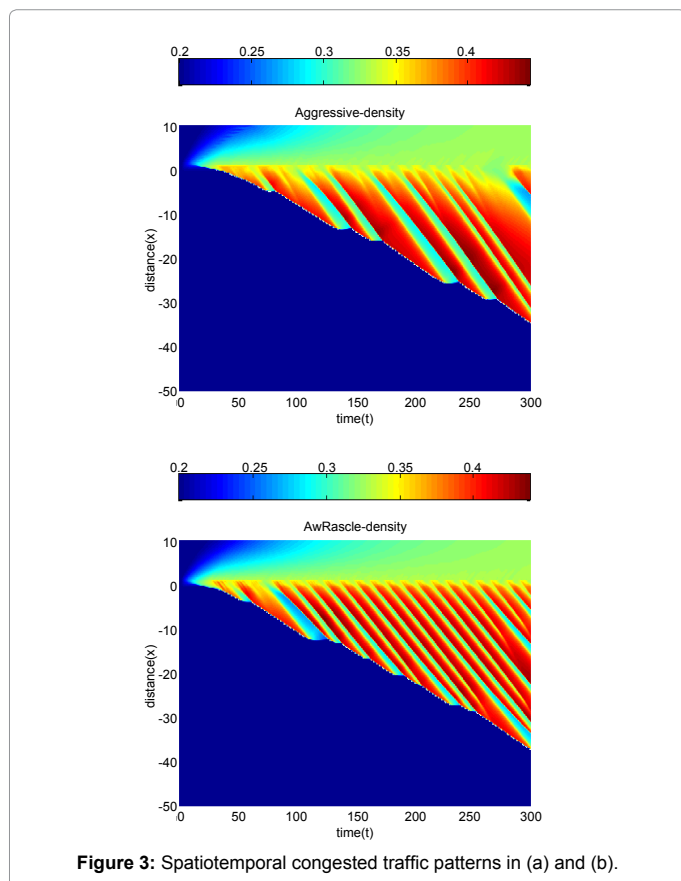 0.2 0.25 0.3 0.35 0.4
Aggressive-density
10
0
-10
-20
-30
-40
-50
distance(x)
0 50 100 150 200 250 300
time(t)
0.2 0.25 0.3 0.35 0.4
AwRascle-density
10
0
-10
-20
-30
-40
-50
distance(x)
0 50 100 150 200 250 300
time(t)
Figure 3: Spatiotemporal congested traffic patterns in (a) and (b).